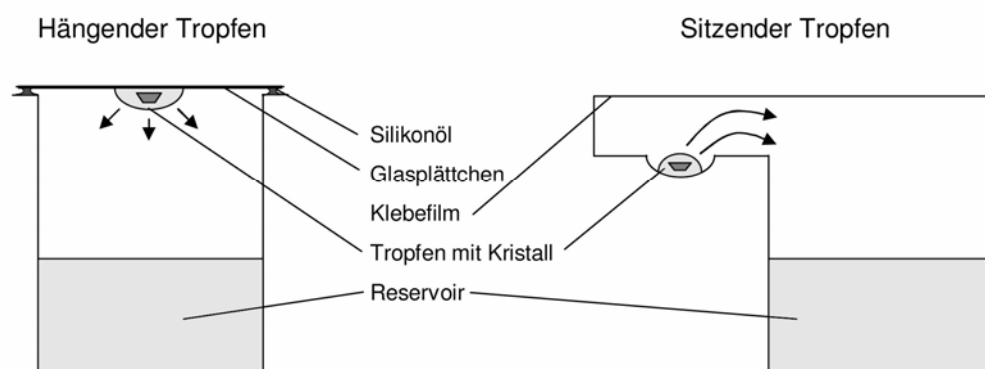 Hängender Tropfen
Sitzender Tropfen
Silikonöl
Glasplättchen
Klebefilm
Tropfen mit Kristall
Reservoir